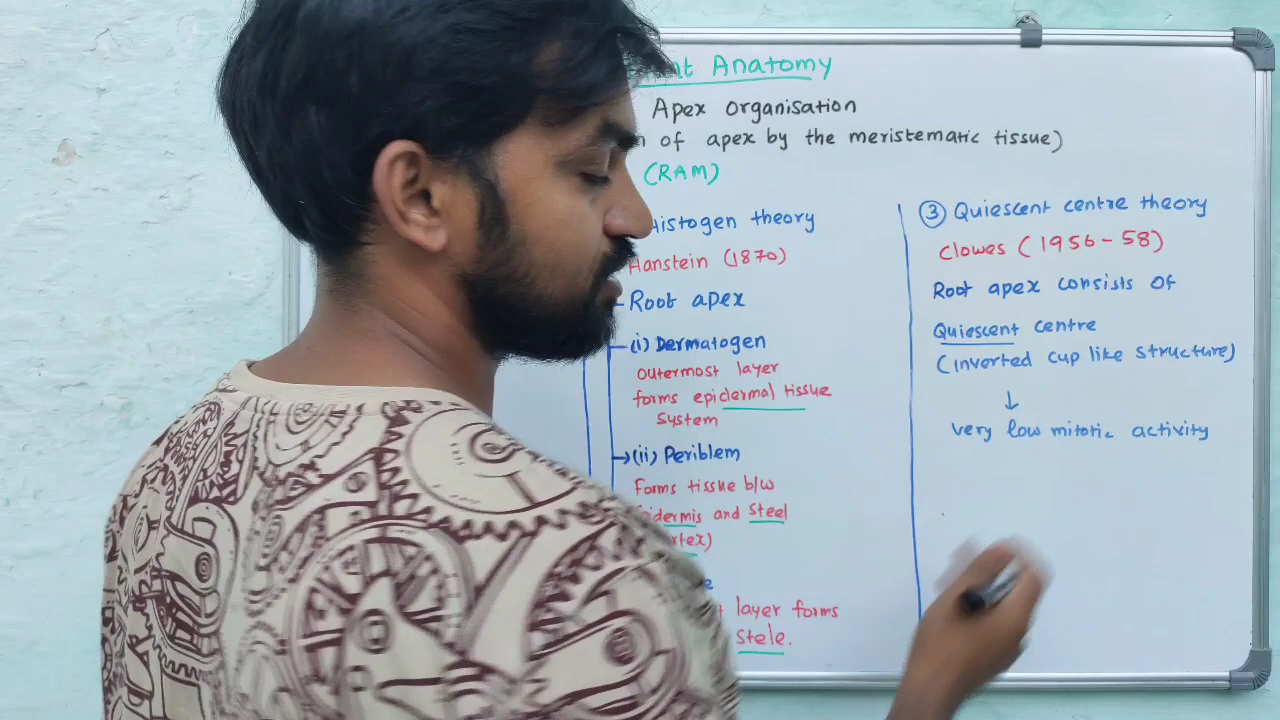 Anatomy
Apex organisation
of apex by the meristematic tissue)
(RAM)
Histogen theory
Hanstein (1870)
Root apex
(i) Dermatogen
outermost layer
forms epidermal tissue
system
(ii) Periblem
Forms tissue b/w
and Steel
layer forms
stele.
③ Quiescent centre theory
Clowes (1956-58)
Root apex consists of
Quiescent centre
(inverted cup like structure)
↓
very low mitotic activity